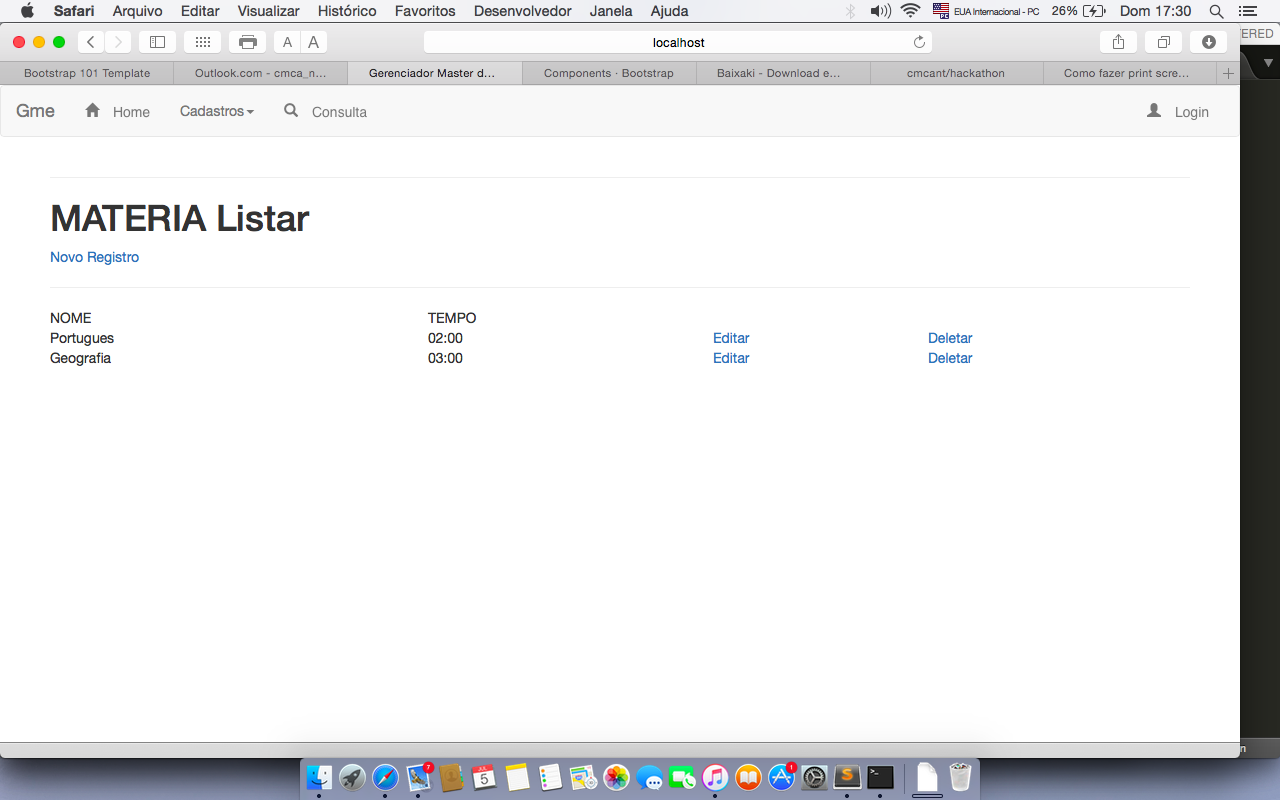 Safari Arquivo Editar Visualizar Histórico Favoritos Desenvolvedor Janela Ajuda EUA Internacional - PC 26% Dom 17:30
localhost
A A
ERED
Bootstrap 101 Template Outlook.com - cmca_n... Gerenciador Master d... Components · Bootstrap Baixaki - Download e... cmcant/hackathon Como fazer print scre...
Gme Home Cadastros Consulta Login
MATERIA Listar
Novo Registro
NOME TEMPO
Portugues 02:00 Editar Deletar
Geografia 03:00 Editar Deletar
n
7
JUL
5
1
S
>_